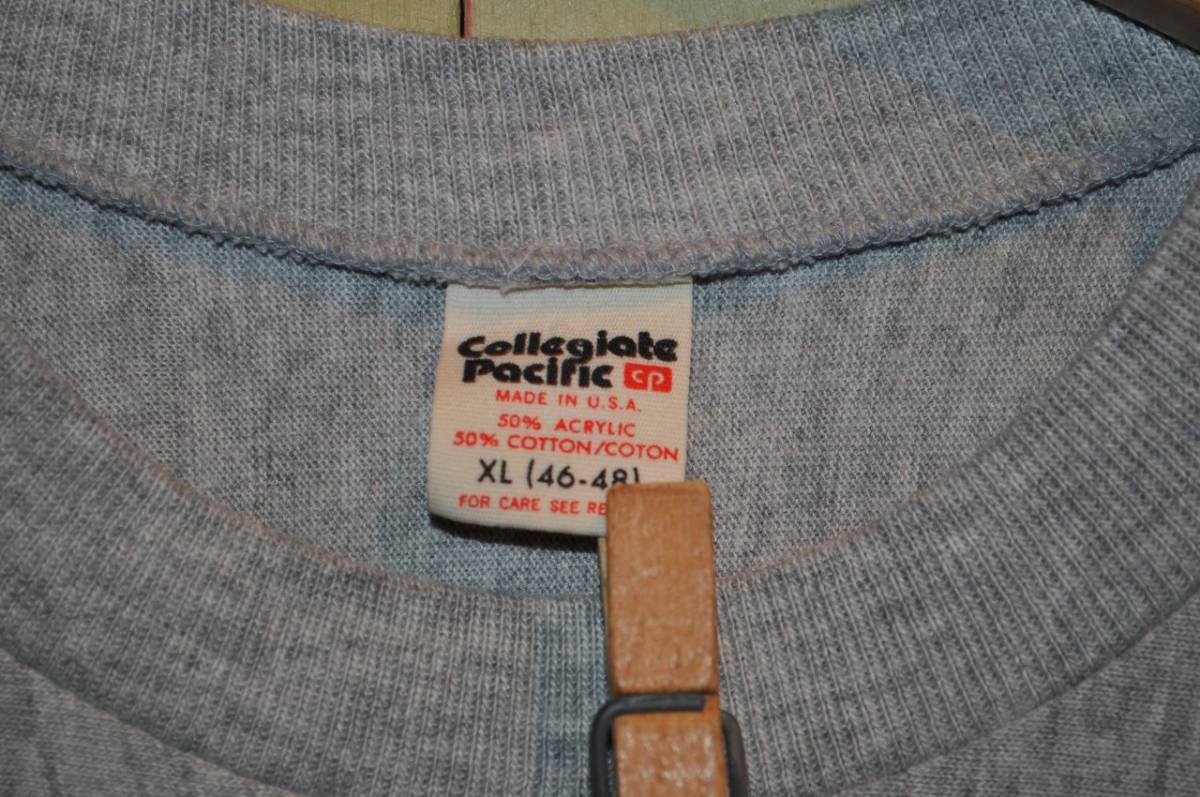 Collegiate
Pacific CP
MADE IN U.S.A.
50% ACRYLIC
50% COTTON/COTON
XL (46-48)
FOR CARE SEE